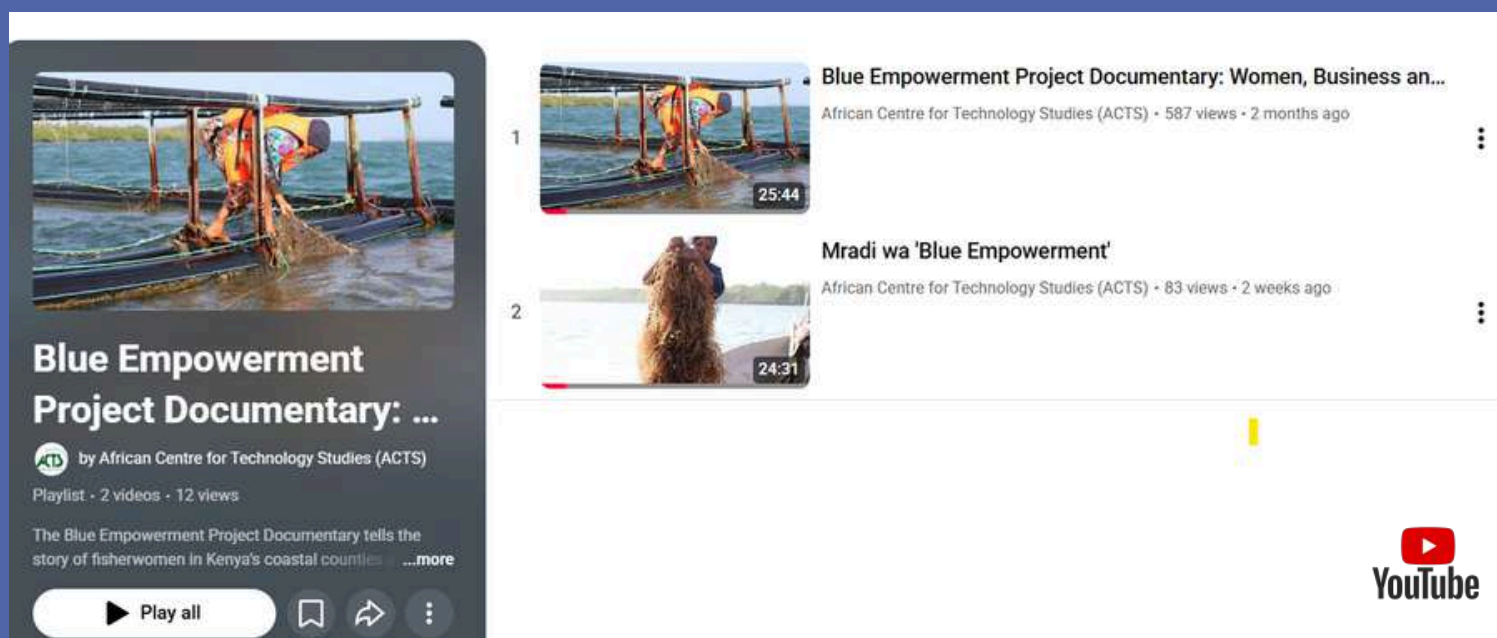 Blue Empowerment
Project Documentary: ...
ACTS
by African Centre for Technology Studies (ACTS)
Playlist • 2 videos • 12 views
The Blue Empowerment Project Documentary tells the
story of fisherwomen in Kenya's coastal counties ...more
Play all
1
25:44
Blue Empowerment Project Documentary: Women, Business an...
African Centre for Technology Studies (ACTS) • 587 views • 2 months ago
2
24:31
Mradi wa 'Blue Empowerment'
African Centre for Technology Studies (ACTS) • 83 views • 2 weeks ago
YouTube